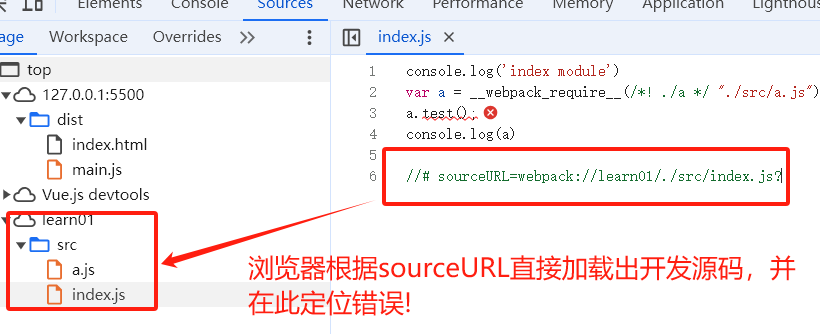 Elements Sources Network Performance Memory Application Lighthous
age Workspace Overrides
index.js
top
127.0.0.1:5500
dist
index.html
main.js
Vue.js devtools
learn01
src
a.js
index.js
1 console.log('index module')
2 var a = __webpack_require__(/*! ./a */ "./src/a.js")
3 a.test();
4 console.log(a)
5
6 //# sourceURL=webpack://learn01/./src/index.js?
浏览器根据sourceURL直接加载出开发源码，并
在此定位错误!